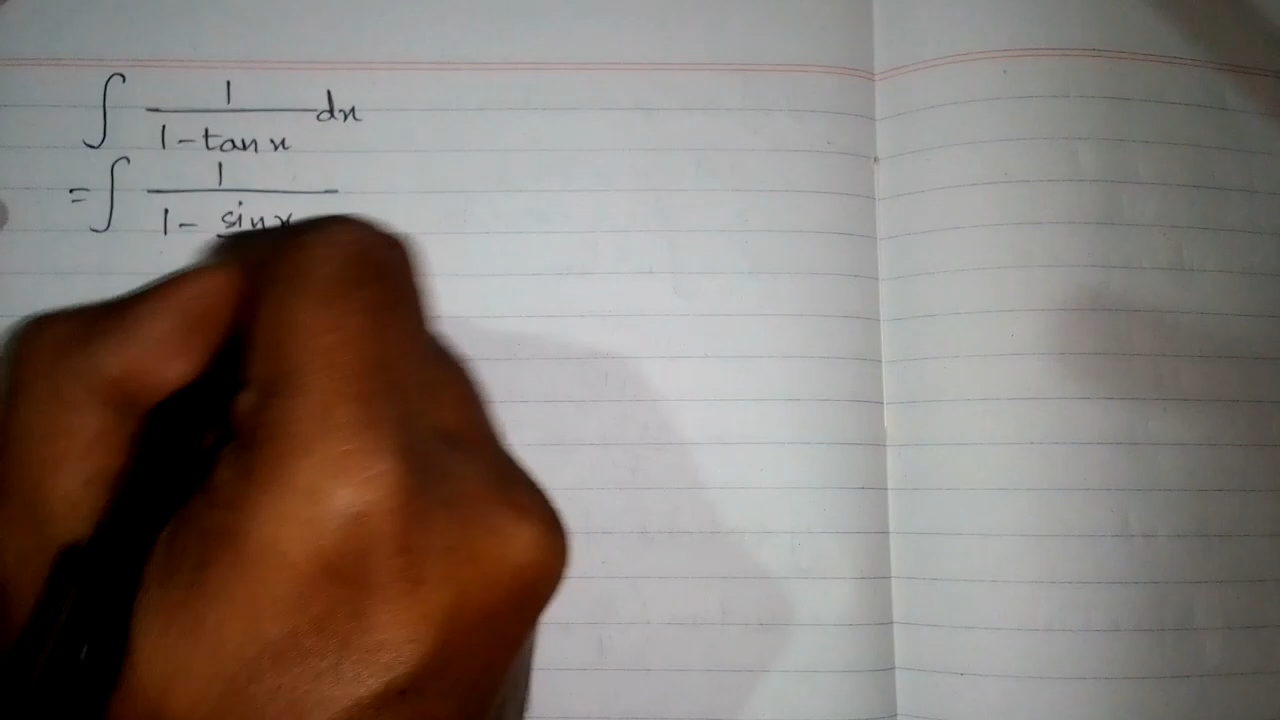 ∫ 1/(1-tan x) dx
= ∫ 1/(1- sin x